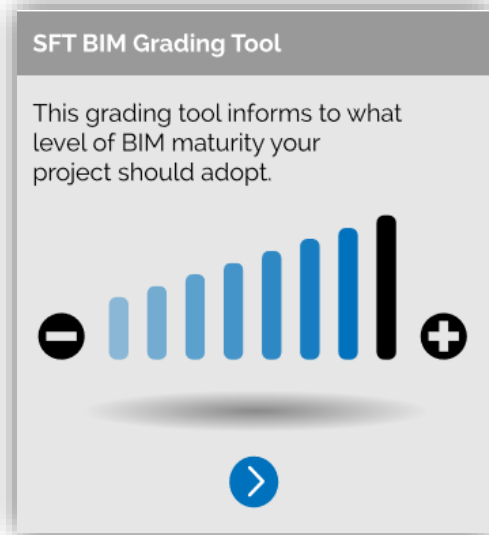 SFT BIM Grading Tool
This grading tool informs to what
level of BIM maturity your
project should adopt.